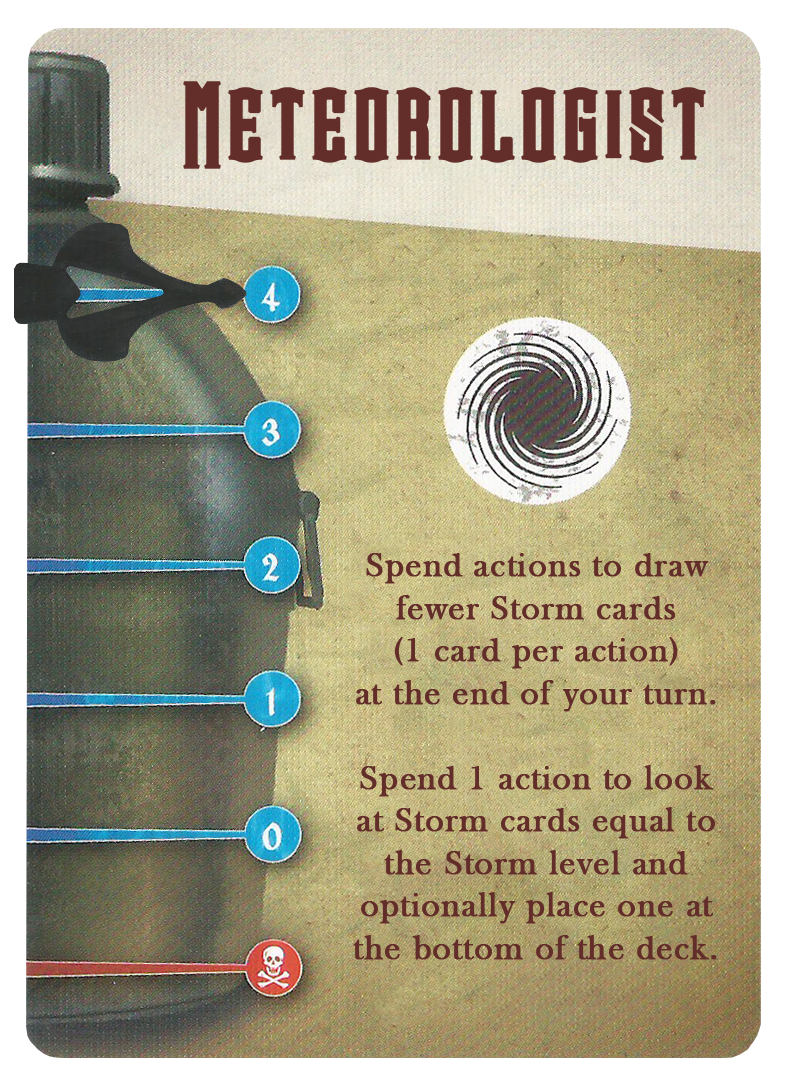 METEOROLOGIST
4
3
2
1
0
Spend actions to draw
fewer Storm cards
(1 card per action)
at the end of your turn.
Spend 1 action to look
at Storm cards equal to
the Storm level and
optionally place one at
the bottom of the deck.